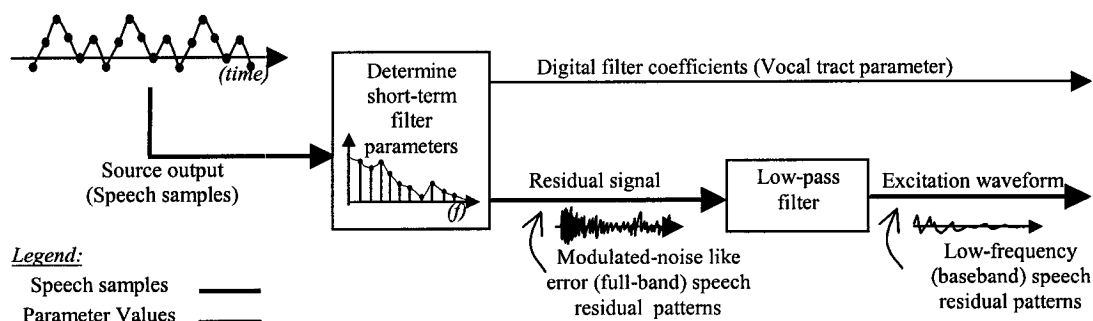 (time)
Source output
(Speech samples)
Determine
short-term
filter
parameters
(f)
Digital filter coefficients (Vocal tract parameter)
Residual signal
Modulated-noise like
error (full-band) speech
residual patterns
Low-pass
filter
Excitation waveform
Low-frequency
(baseband) speech
residual patterns
Legend:
Speech samples
Parameter Values